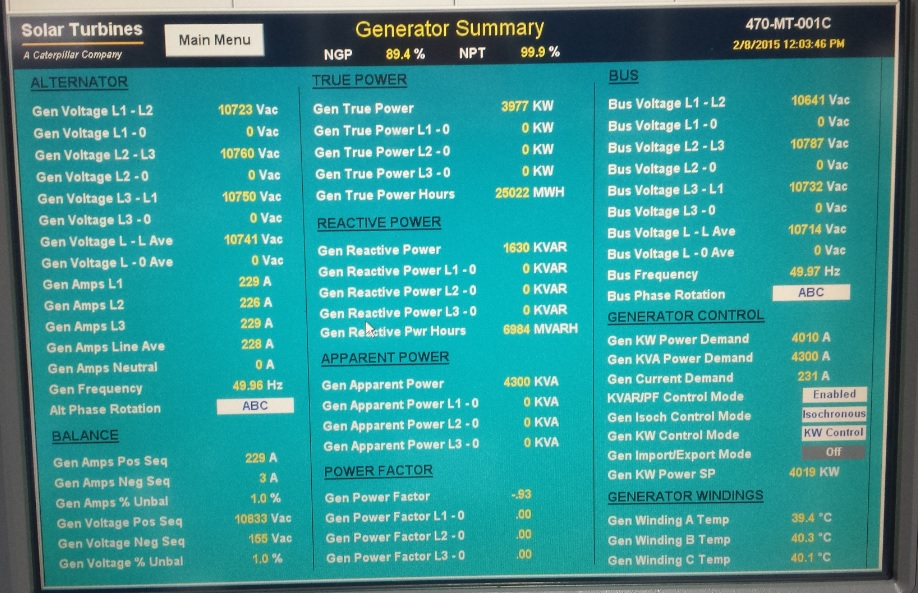 Solar Turbines
A Caterpillar Company
Main Menu
Generator Summary
NGP 89.4 % NPT 99.9 %
470-MT-001C
2/8/2015 12:03:46 PM
ALTERNATOR
Gen Voltage L1 - L2 10723 Vac
Gen Voltage L1 - 0 0 Vac
Gen Voltage L2 - L3 10760 Vac
Gen Voltage L2 - 0 0 Vac
Gen Voltage L3 - L1 10750 Vac
Gen Voltage L3 - 0 0 Vac
Gen Voltage L - L Ave 10741 Vac
Gen Voltage L - 0 Ave 0 Vac
Gen Amps L1 229 A
Gen Amps L2 226 A
Gen Amps L3 229 A
Gen Amps Line Ave 228 A
Gen Amps Neutral 0 A
Gen Frequency 49.96 Hz
Alt Phase Rotation ABC
BALANCE
Gen Amps Pos Seq 229 A
Gen Amps Neg Seq 3 A
Gen Amps % Unbal 1.0 %
Gen Voltage Pos Seq 10833 Vac
Gen Voltage Neg Seq 155 Vac
Gen Voltage % Unbal 1.0 %
TRUE POWER
Gen True Power 3977 KW
Gen True Power L1 - 0 0 KW
Gen True Power L2 - 0 0 KW
Gen True Power L3 - 0 0 KW
Gen True Power Hours 25022 MWH
REACTIVE POWER
Gen Reactive Power 1630 KVAR
Gen Reactive Power L1 - 0 0 KVAR
Gen Reactive Power L2 - 0 0 KVAR
Gen Reactive Power L3 - 0 0 KVAR
Gen Reactive Pwr Hours 6984 MVARH
APPARENT POWER
Gen Apparent Power 4300 KVA
Gen Apparent Power L1 - 0 0 KVA
Gen Apparent Power L2 - 0 0 KVA
Gen Apparent Power L3 - 0 0 KVA
POWER FACTOR
Gen Power Factor -.93
Gen Power Factor L1 - 0 .00
Gen Power Factor L2 - 0 .00
Gen Power Factor L3 - 0 .00
BUS
Bus Voltage L1 - L2 10641 Vac
Bus Voltage L1 - 0 0 Vac
Bus Voltage L2 - L3 10787 Vac
Bus Voltage L2 - 0 0 Vac
Bus Voltage L3 - L1 10732 Vac
Bus Voltage L3 - 0 0 Vac
Bus Voltage L - L Ave 10714 Vac
Bus Voltage L - 0 Ave 0 Vac
Bus Frequency 49.97 Hz
Bus Phase Rotation ABC
GENERATOR CONTROL
Gen KW Power Demand 4010 A
Gen KVA Power Demand 4300 A
Gen Current Demand 231 A
KVAR/PF Control Mode Enabled
Gen Isoch Control Mode Isochronous
Gen KW Control Mode KW Control
Gen Import/Export Mode Off
Gen KW Power SP 4019 KW
GENERATOR WINDINGS
Gen Winding A Temp 39.4 °C
Gen Winding B Temp 40.3 °C
Gen Winding C Temp 40.1 °C